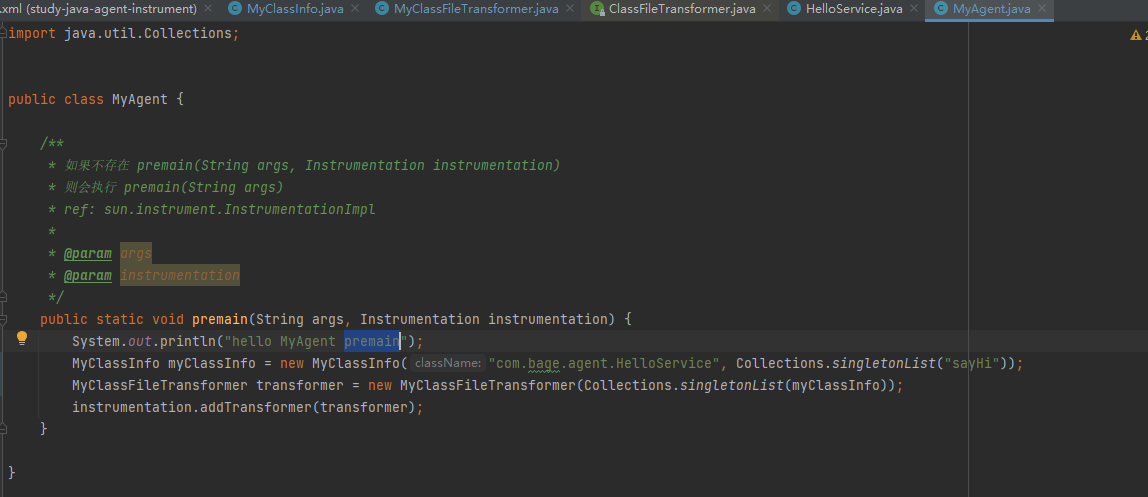 .xml (study-java-agent-instrument) MyClassInfo.java MyClassFileTransformer.java ClassFileTransformer.java HelloService.java MyAgent.java
import java.util.Collections;
2
public class MyAgent {
/**
* 如果不存在 premain(String args, Instrumentation instrumentation)
* 则会执行 premain(String args)
* ref: sun.instrument.InstrumentationImpl
*
* @param args
* @param instrumentation
*/
public static void premain(String args, Instrumentation instrumentation) {
System.out.println("hello MyAgent premain");
MyClassInfo myClassInfo = new MyClassInfo( className: "com.bage.agent.HelloService", Collections.singletonList("sayHi"));
MyClassFileTransformer transformer = new MyClassFileTransformer(Collections.singletonList(myClassInfo));
instrumentation.addTransformer(transformer);
}
}